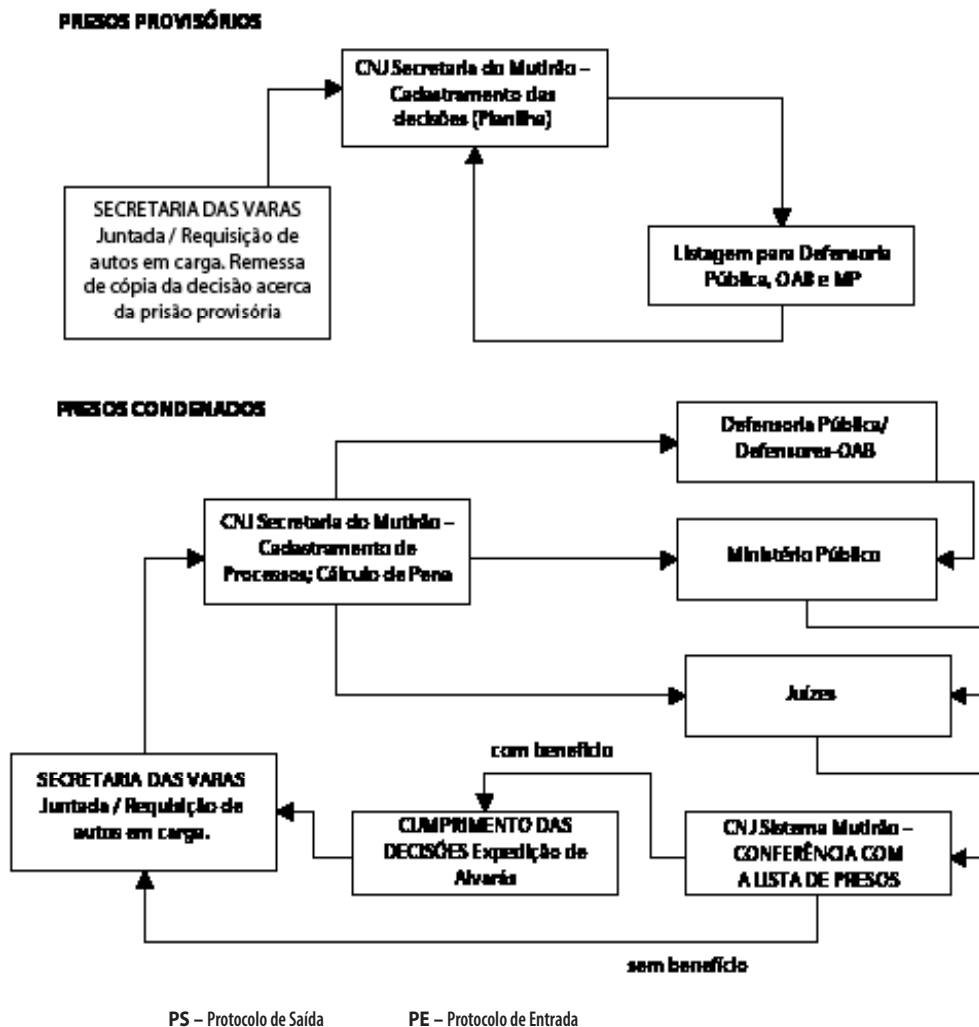 PRESOS PROVISÓRIOS
CNJ Secretaria do Mutirão –
Cadastramento das
decisões (Planilha)
SECRETARIA DAS VARAS
Juntada / Requisição de
autos em carga. Remessa
de cópia da decisão acerca
da prisão provisória
Listagem para Defensoria
Pública, OAB e MP
PRESOS CONDENADOS
Defensoria Pública/
Defensores-OAB
CNJ Secretaria do Mutirão –
Cadastramento de
Processos; Cálculo de Pena
Ministério Público
Juízes
com benefício
SECRETARIA DAS VARAS
Juntada / Requisição de
autos em carga.
CUMPRIMENTO DAS
DECISÕES Expedição de
Alvarás
CNJ Sistema Mutirão –
CONFERÊNCIA COM
A LISTA DE PRESOS
sem benefício
PS – Protocolo de Saída PE – Protocolo de Entrada